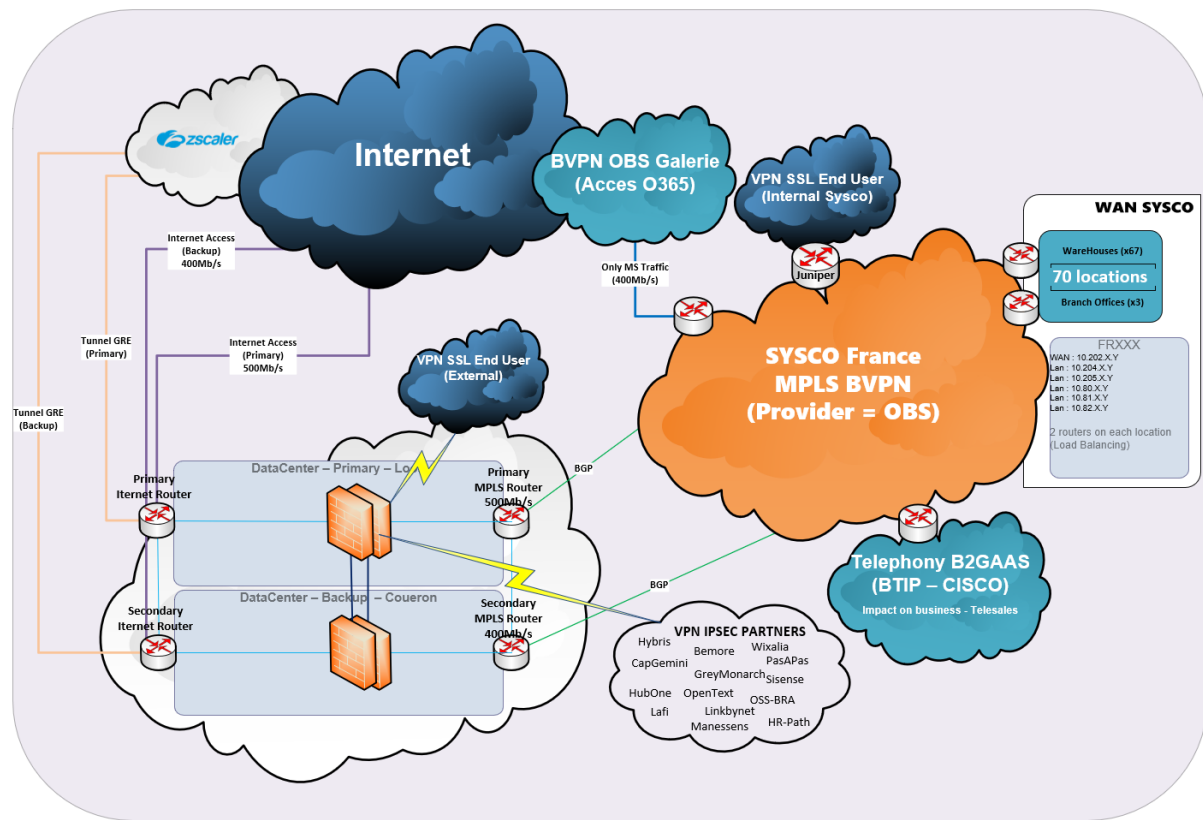 zscaler
Internet
BVPN OBS Galerie
(Acces O365)
VPN SSL End User
(Internal Sysco)
WAN SYSCO
WareHouses (x67)
70 locations
Branch Offices (x3)
Juniper
Internet Access
(Backup)
400Mb/s
Only MS Traffic
(400Mb/s)
Tunnel GRE
(Primary)
Internet Access
(Primary)
500Mb/s
VPN SSL End User
(External)
SYSCO France
MPLS BVPN
(Provider = OBS)
FRXXX
WAN : 10.202.X.Y
Lan : 10.204.X.Y
Lan : 10.205.X.Y
Lan : 10.80.X.Y
Lan : 10.81.X.Y
Lan : 10.82.X.Y
2 routers on each location
(Load Balancing)
Tunnel GRE
(Backup)
DataCenter – Primary – Lo
Primary
Iternet Router
Primary
MPLS Router
500Mb/s
BGP
DataCenter – Backup – Coueron
Secondary
Iternet Router
Secondary
MPLS Router
400Mb/s
BGP
Telephony B2GAAS
(BTIP – CISCO)
Impact on business - Telesales
VPN IPSEC PARTNERS
Hybris
Bemore
Wixalia
CapGemini
PasAPas
GreyMonarch
Sisense
HubOne
OpenText
OSS-BRA
Lafi
Linkbynet
Manessens
HR-Path